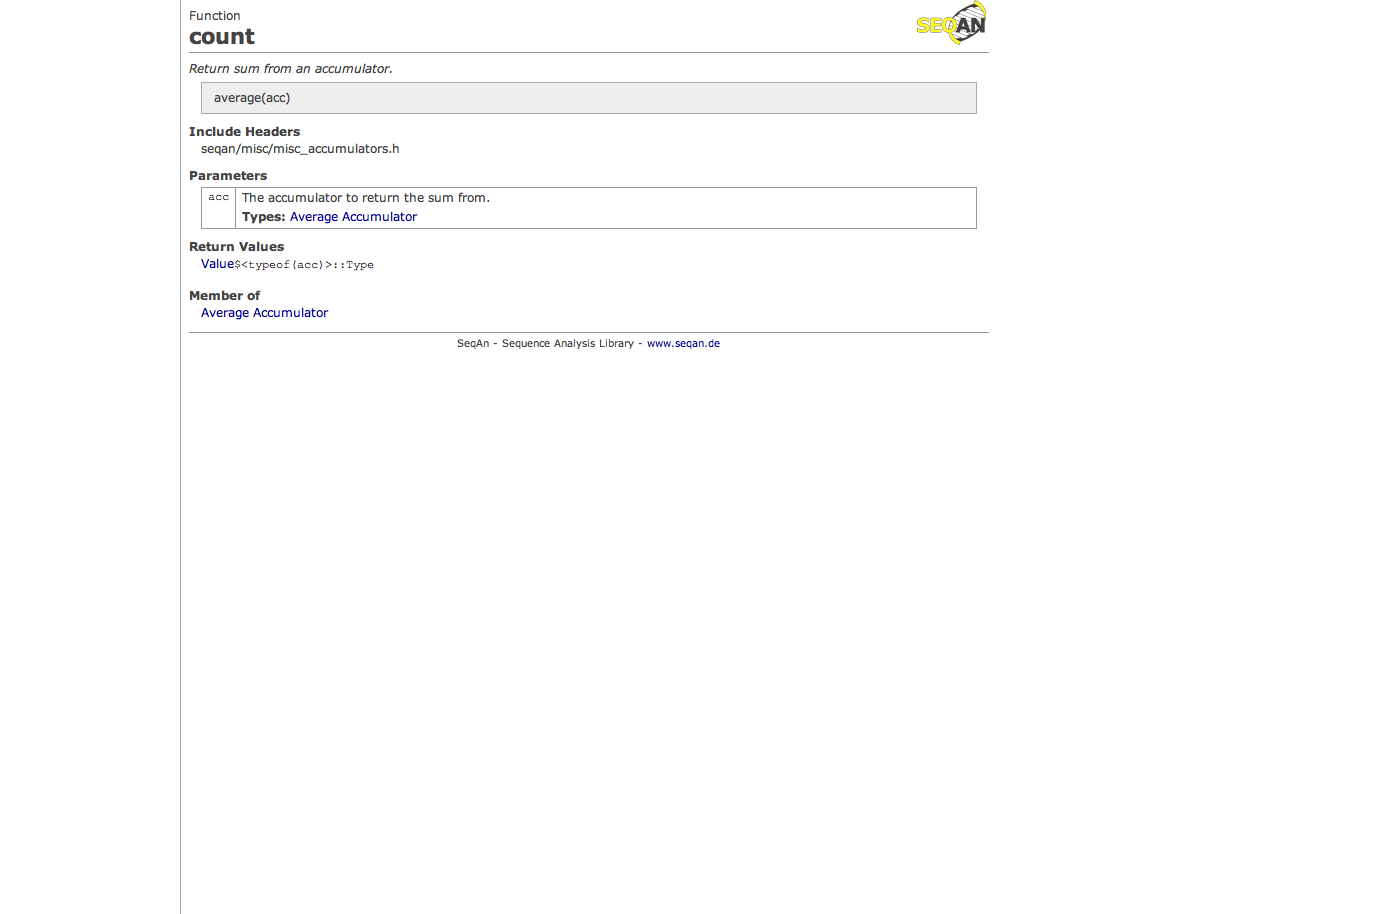 Function
SEQAN
count
Return sum from an accumulator.
average(acc)
Include Headers
seqan/misc/misc_accumulators.h
Parameters
acc The accumulator to return the sum from.
Types: Average Accumulator
Return Values
Value$<typeof(acc)>::Type
Member of
Average Accumulator
SeqAn - Sequence Analysis Library - www.seqan.de